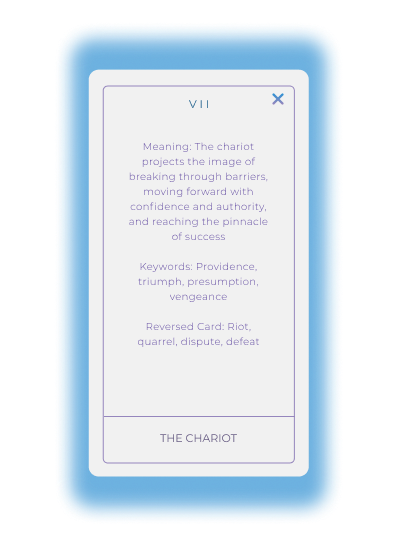 VII
Meaning: The chariot
projects the image of
breaking through barriers,
moving forward with
confidence and authority,
and reaching the pinnacle
of success
Keywords: Providence,
triumph, presumption,
vengeance
Reversed Card: Riot,
quarrel, dispute, defeat
THE CHARIOT